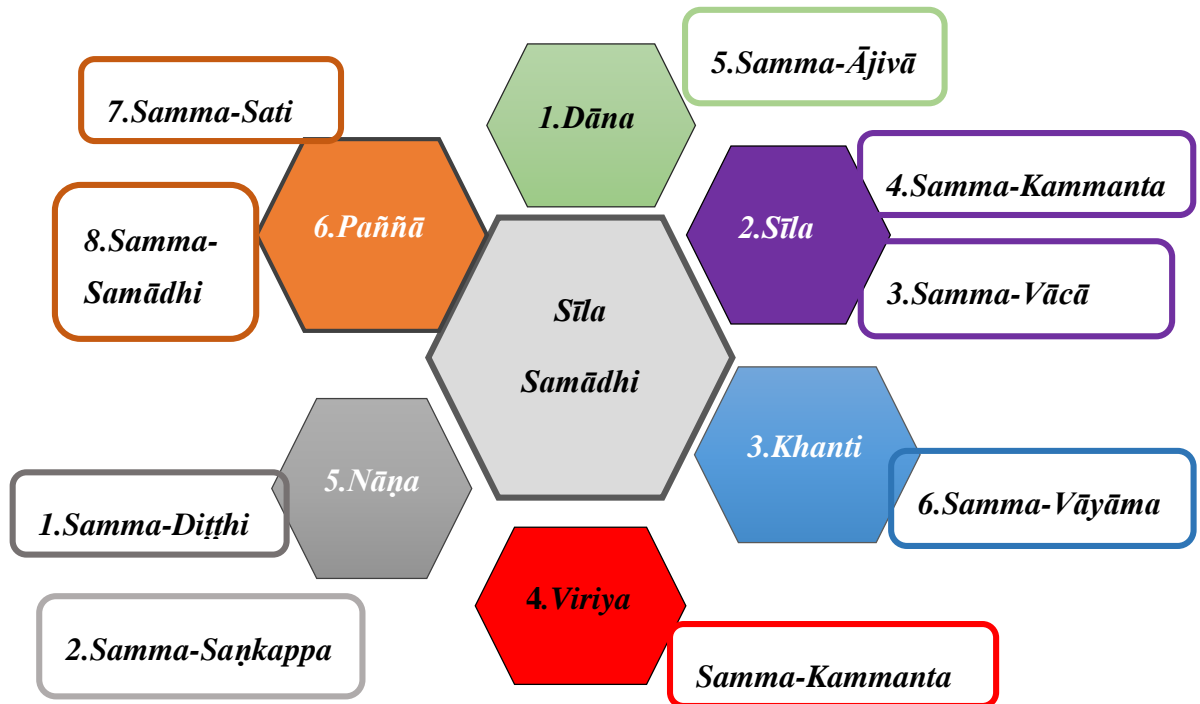 5.Samma-Ājivā
7.Samma-Sati
1.Dāna
4.Samma-Kammanta
8.Samma-
Samādhi
6.Paññā
2.Sīla
3.Samma-Vācā
Sīla
Samādhi
3.Khanti
5.Nāṇa
6.Samma-Vāyāma
1.Samma-Diṭṭhi
4.Viriya
2.Samma-Saṇkappa
Samma-Kammanta